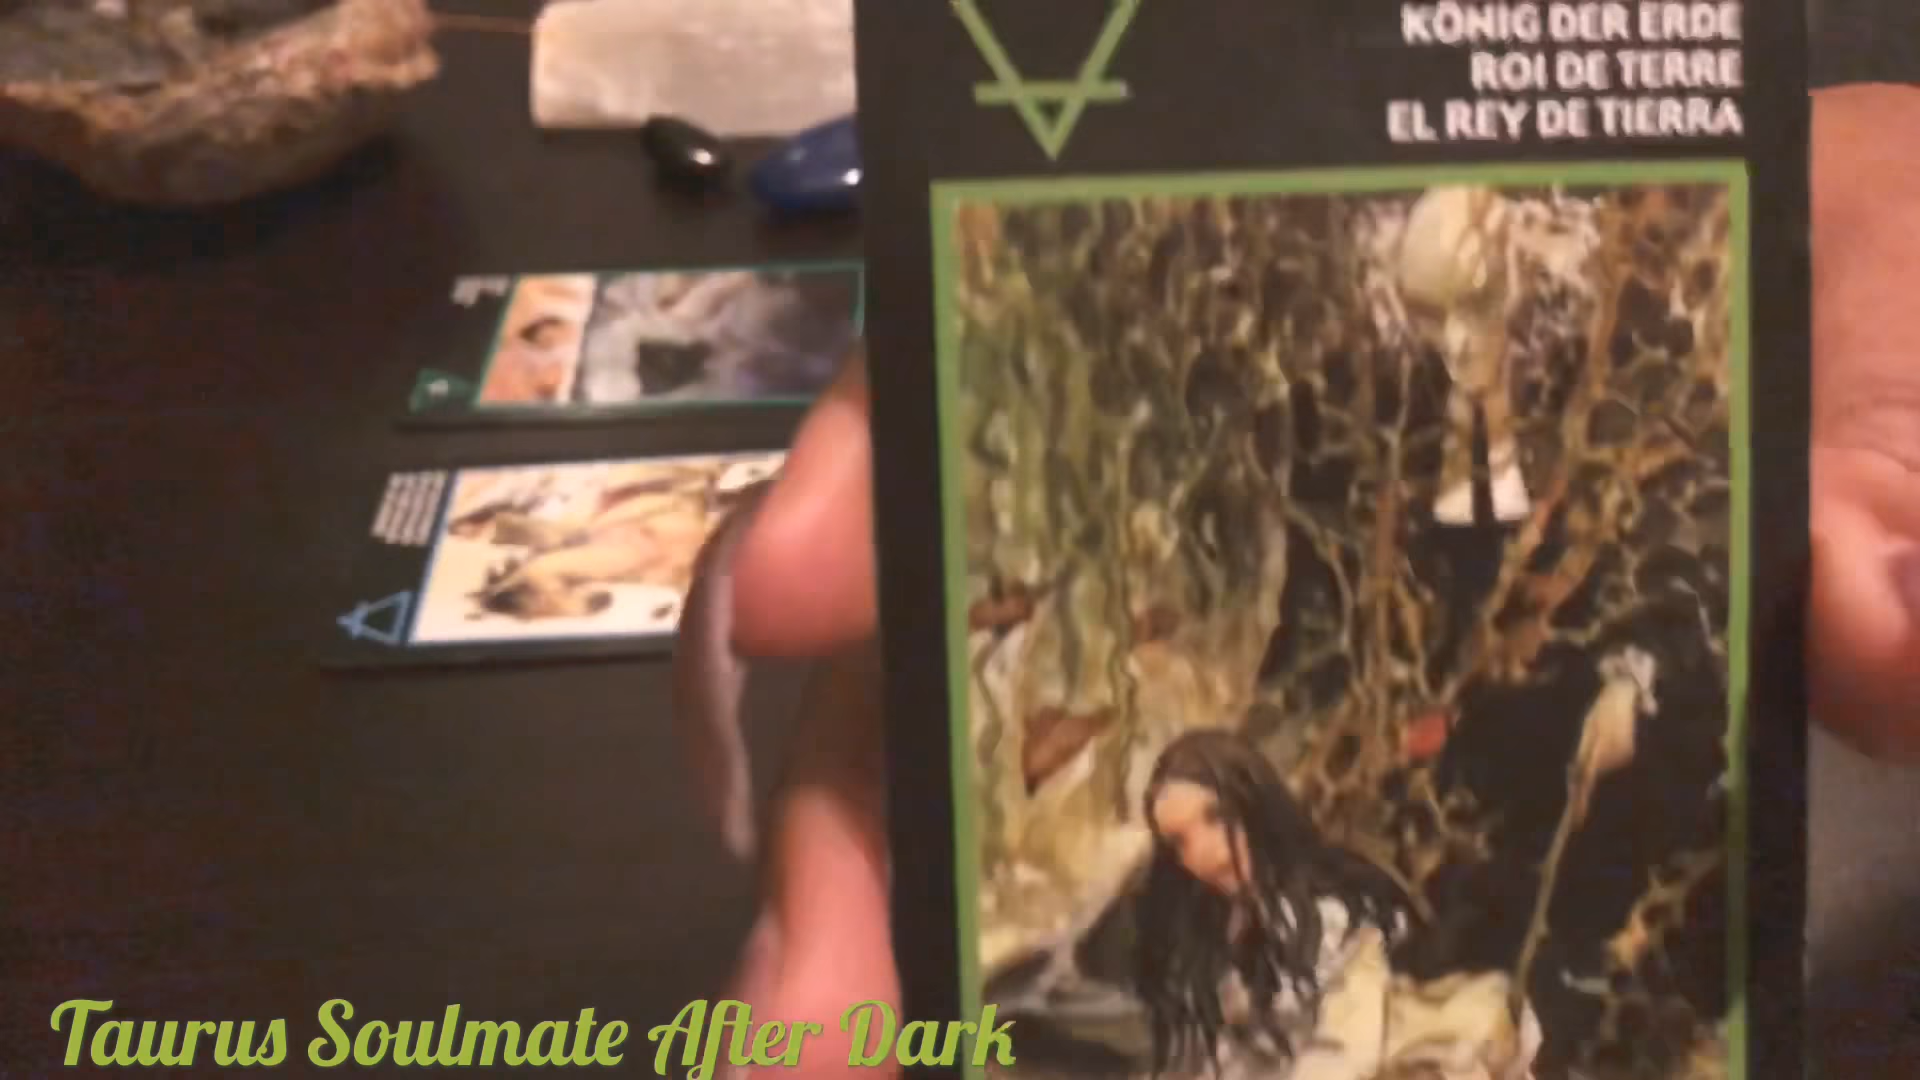 KÖNIG DER ERDE
ROI DE TERRE
EL REY DE TIERRA
Taurus Soulmate After Dark